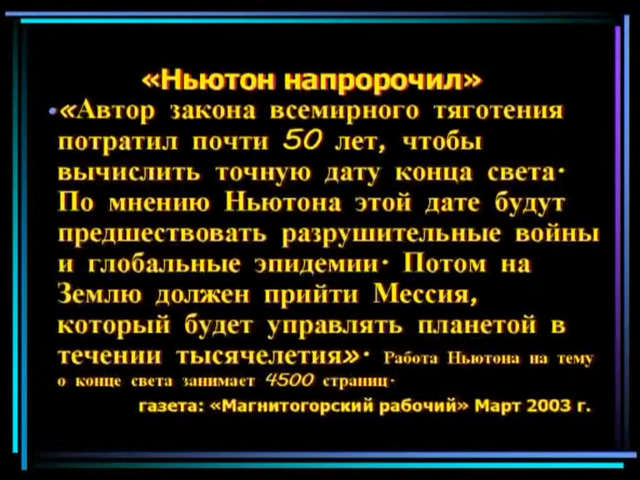 «Ньютон напророчил»
•«Автор закона всемирного тяготения
потратил почти 50 лет, чтобы
вычислить точную дату конца света.
По мнению Ньютона этой дате будут
предшествовать разрушительные войны
и глобальные эпидемии. Потом на
Землю должен прийти Мессия,
который будет управлять планетой в
течении тысячелетия». Работа Ньютона на тему
о конце света занимает 4500 страниц.
газета: «Магнитогорский рабочий» Март 2003 г.